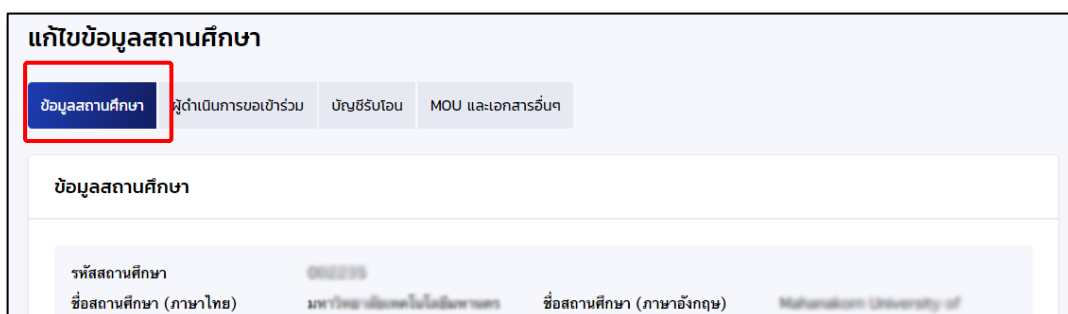 แก้ไขข้อมูลสถานศึกษา
ข้อมูลสถานศึกษา ผู้ดำเนินการขอเข้าร่วม บัญชีรับโอน MOU และเอกสารอื่นๆ
ข้อมูลสถานศึกษา
รหัสสถานศึกษา
ชื่อสถานศึกษา (ภาษาไทย) ชื่อสถานศึกษา (ภาษาอังกฤษ)